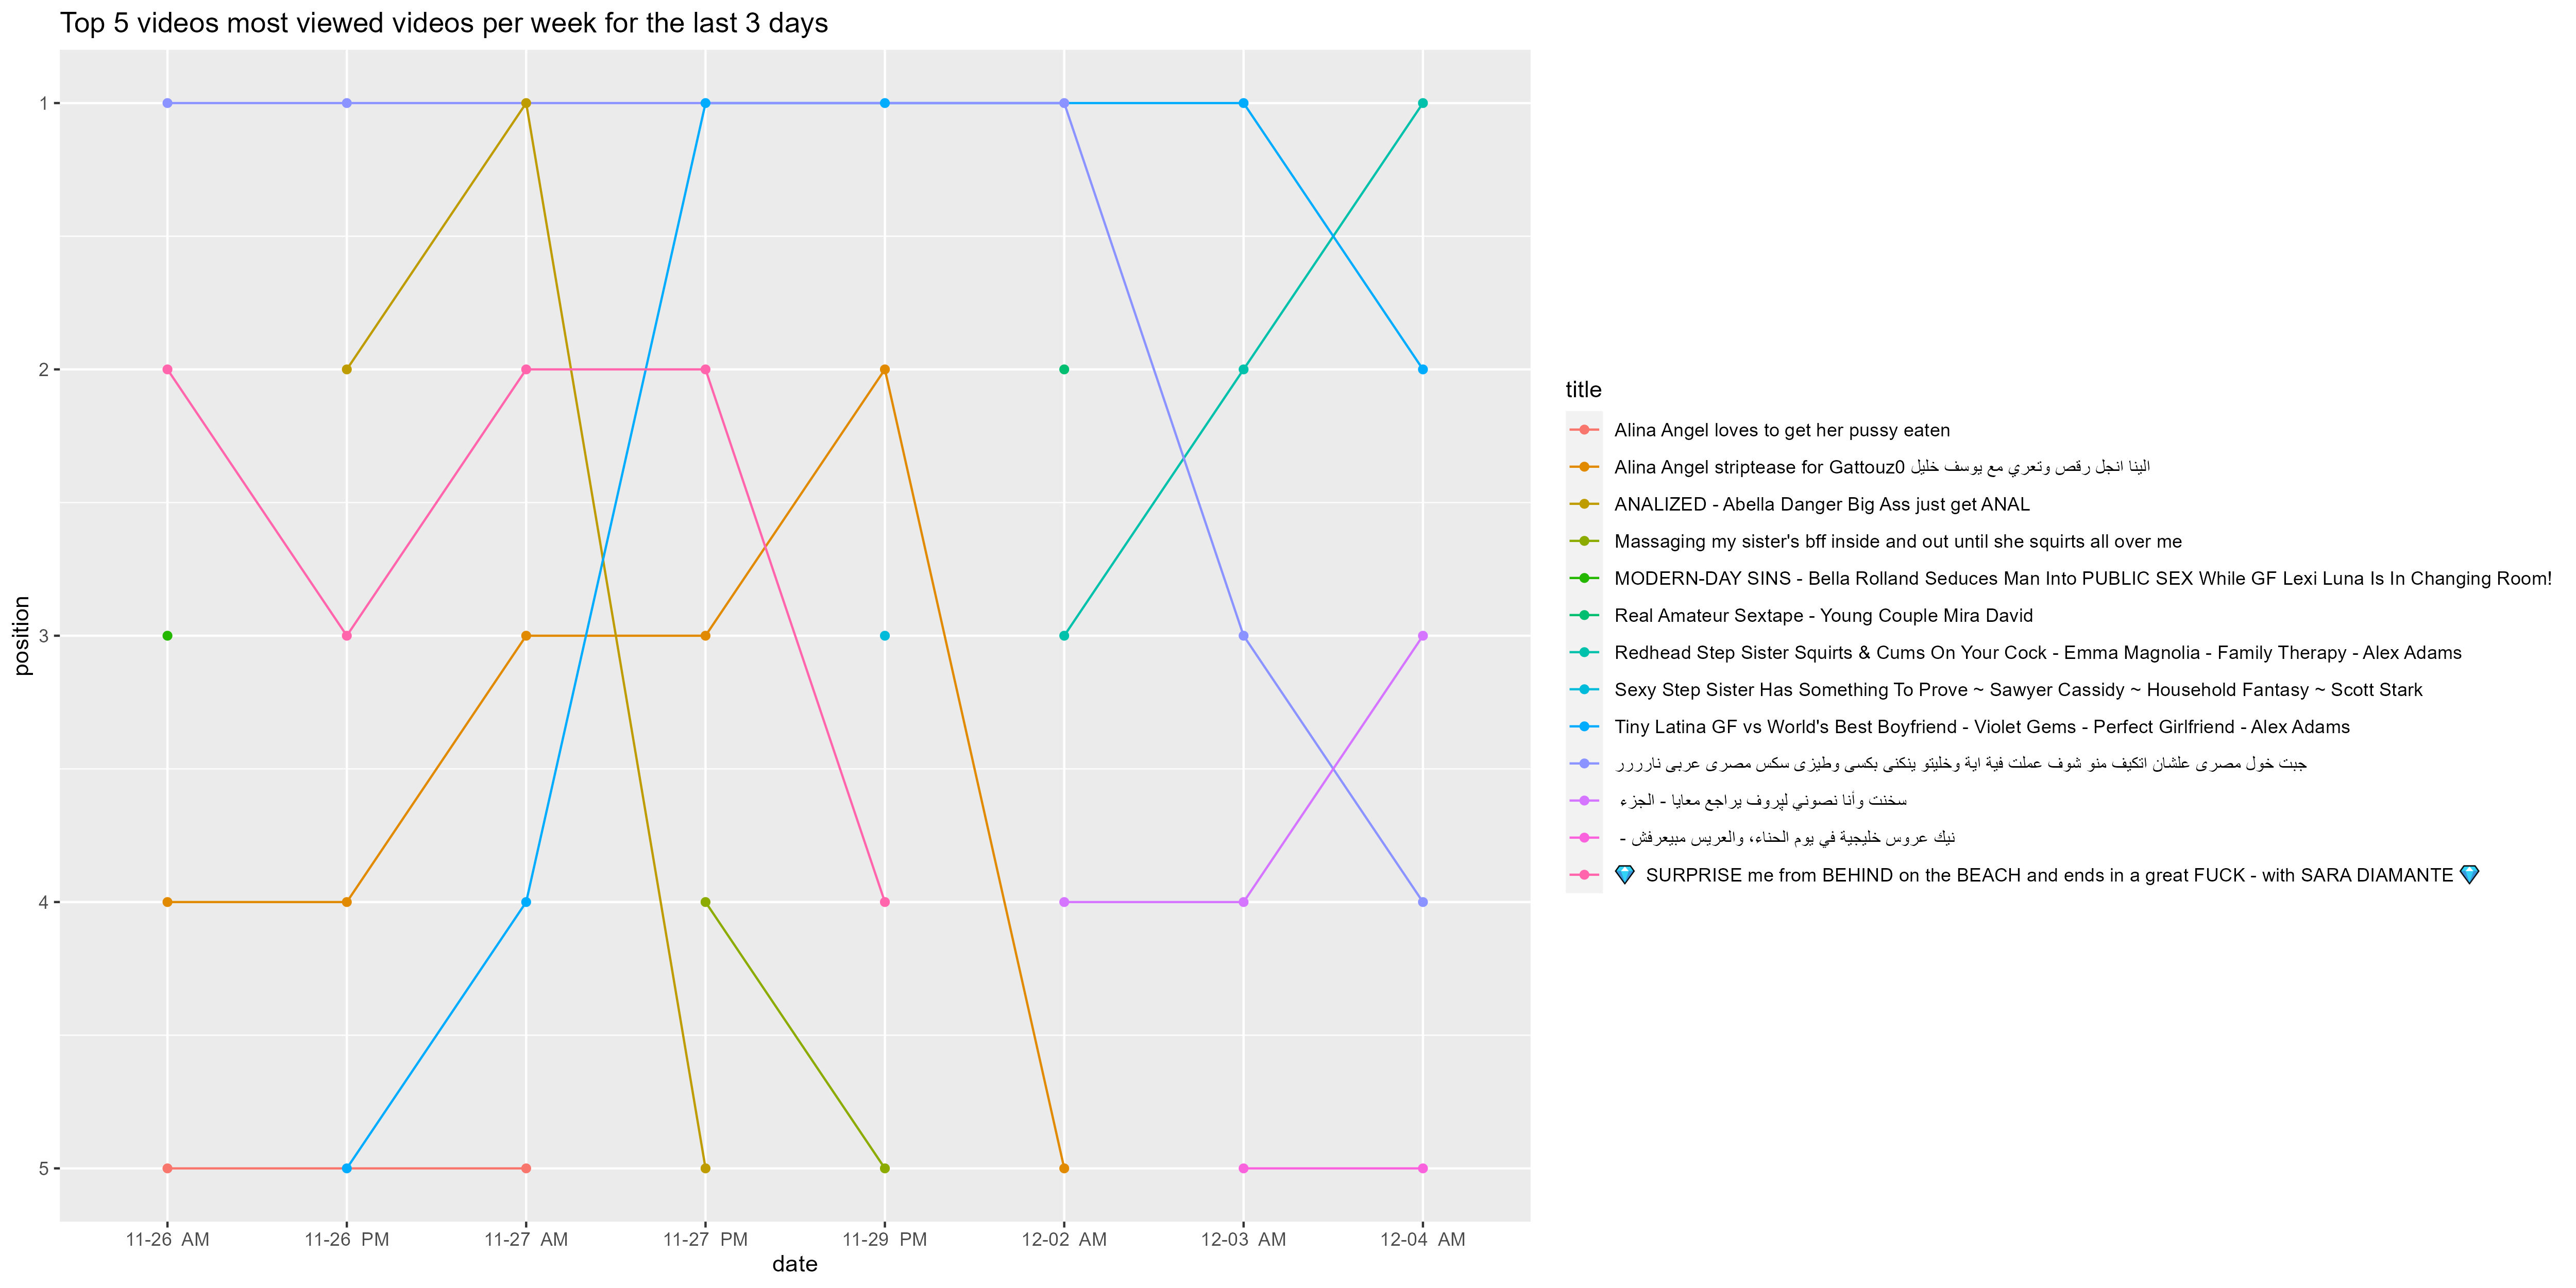 Top 5 videos most viewed videos per week for the last 3 days
position
1
2
3
4
5
11-26 AM
11-26 PM
11-27 AM
11-27 PM
11-29 PM
12-02 AM
12-03 AM
12-04 AM
date
title
Alina Angel loves to get her pussy eaten
Alina Angel striptease for Gattouz0 الينا انجل رقص وتعري مع يوسف خليل
ANALIZED - Abella Danger Big Ass just get ANAL
Massaging my sister's bff inside and out until she squirts all over me
MODERN-DAY SINS - Bella Rolland Seduces Man Into PUBLIC SEX While GF Lexi Luna Is In Changing Room!
Real Amateur Sextape - Young Couple Mira David
Redhead Step Sister Squirts & Cums On Your Cock - Emma Magnolia - Family Therapy - Alex Adams
Sexy Step Sister Has Something To Prove ~ Sawyer Cassidy ~ Household Fantasy ~ Scott Stark
Tiny Latina GF vs World's Best Boyfriend - Violet Gems - Perfect Girlfriend - Alex Adams
جبت خول مصرى علشان اتكيف منو شوف عملت فية اية وخليتو ينكنى بكسى وطيزى سكس مصرى عربى نارررر
سخنت وأنا نصوني لپروف يراجع معايا - الجزء
نيك عروس خليجية في يوم الحناء، والعريس مبيعرفش -
💎 SURPRISE me from BEHIND on the BEACH and ends in a great FUCK - with SARA DIAMANTE 💎